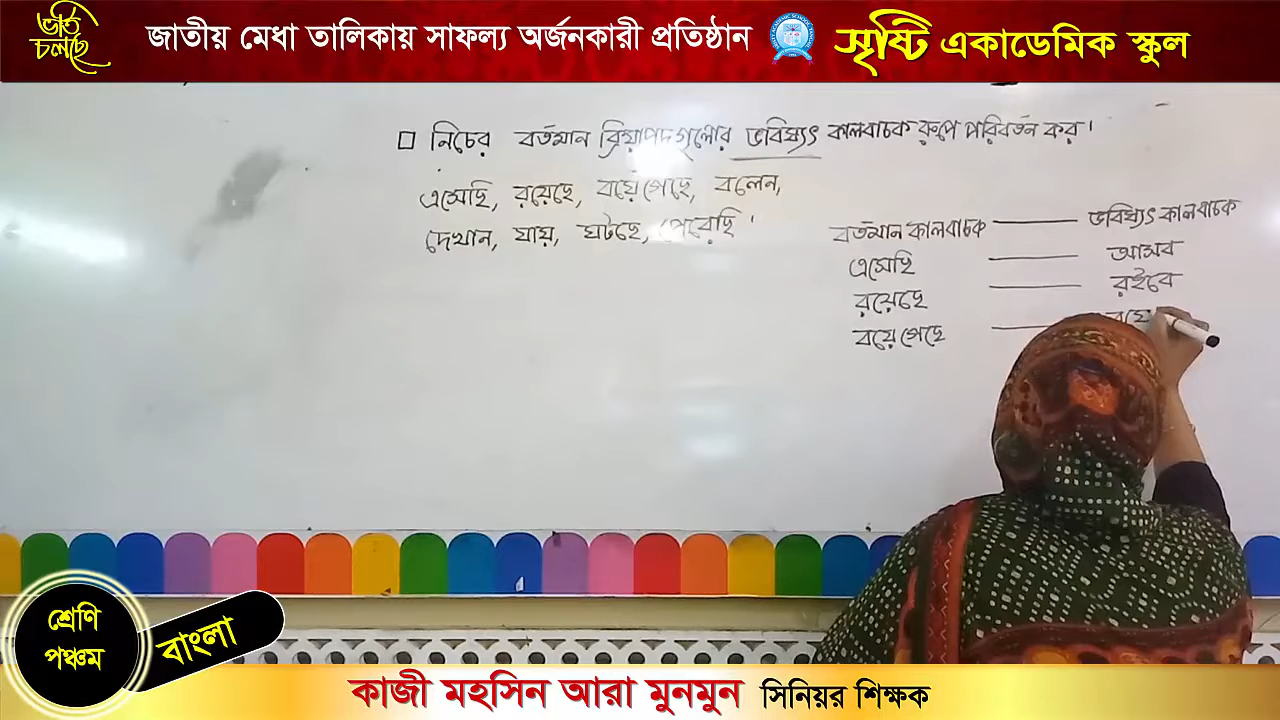 ভর্তি চলছে
জাতীয় মেধা তালিকায় সাফল্য অর্জনকারী প্রতিষ্ঠান সৃষ্টি একাডেমিক স্কুল
□ নিচের বর্তমান ক্রিয়াপদগুলোর ভবিষ্যৎ কালবাচক রূপে পরিবর্তন কর।
এসেছি, রয়েছে, বয়েগেছে, বলেন,
দেখান, যায়, ঘটছে, পেরেছি।
বর্তমান কালবাচক — ভবিষ্যৎ কালবাচক
এসেছি — আসব
রয়েছে — রইবে
বয়েগেছে — বয়ে
শ্রেণি
পঞ্চম
বাংলা
কাজী মহসিন আরা মুনমুন সিনিয়র শিক্ষক